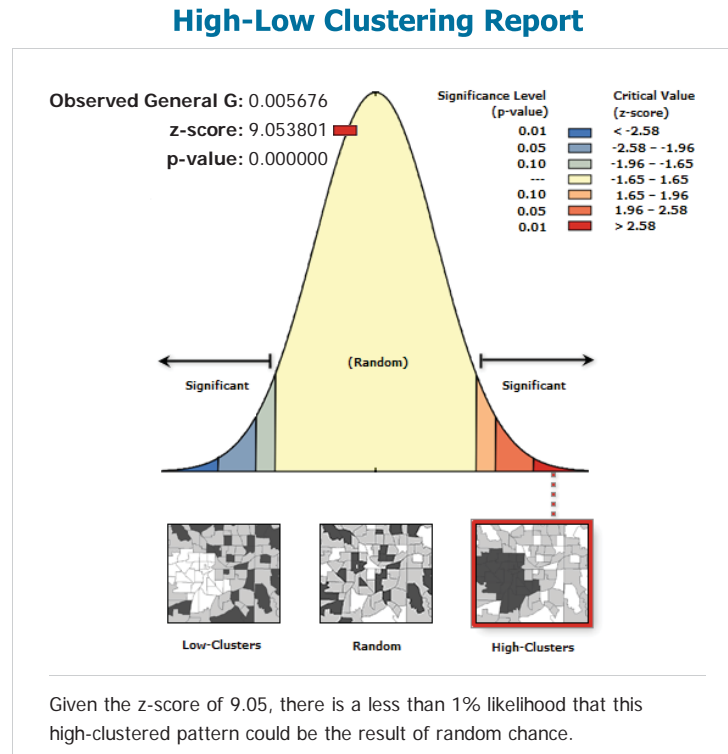 High-Low Clustering Report
Observed General G: 0.005676
z-score: 9.053801
p-value: 0.000000
Significance Level Critical Value
(p-value) (z-score)
0.01 < -2.58
0.05 -2.58 – -1.96
0.10 -1.96 – -1.65
--- -1.65 – 1.65
0.10 1.65 – 1.96
0.05 1.96 – 2.58
0.01 > 2.58
(Random)
Significant Significant
Low-Clusters Random High-Clusters
Given the z-score of 9.05, there is a less than 1% likelihood that this
high-clustered pattern could be the result of random chance.